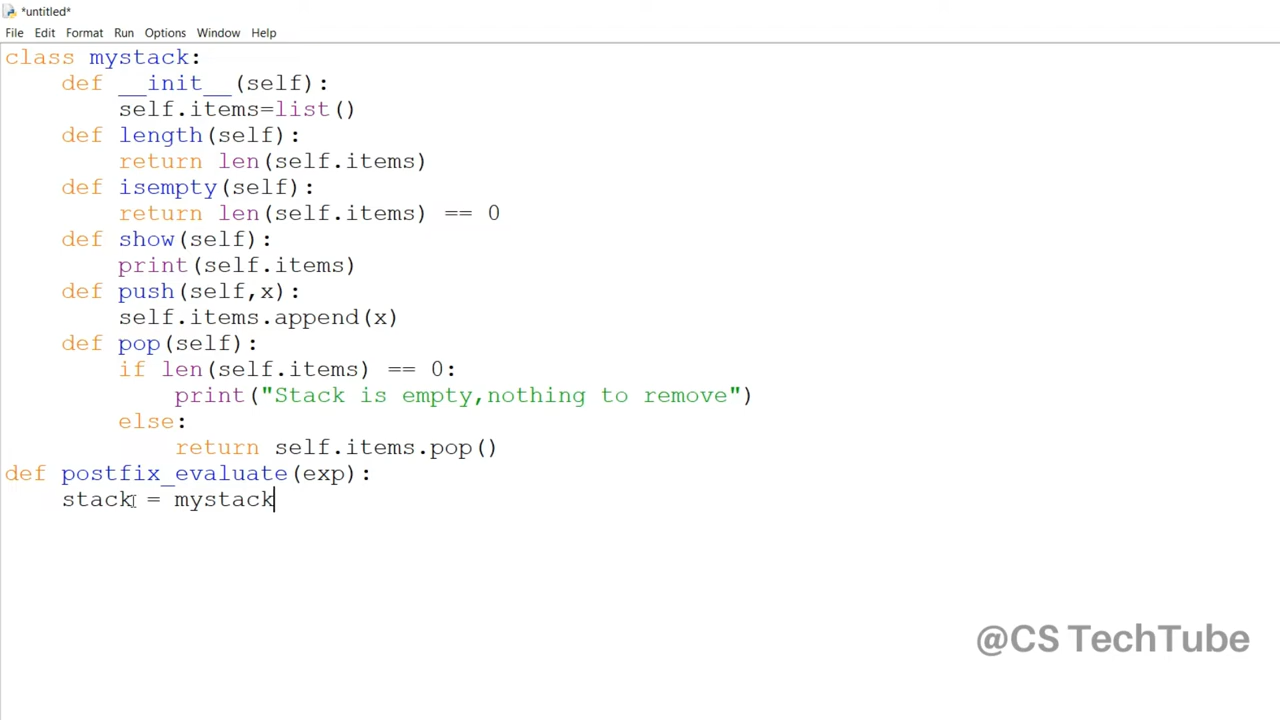 *untitled*
File Edit Format Run Options Window Help
class mystack:
    def __init__(self):
        self.items=list()
    def length(self):
        return len(self.items)
    def isempty(self):
        return len(self.items) == 0
    def show(self):
        print(self.items)
    def push(self,x):
        self.items.append(x)
    def pop(self):
        if len(self.items) == 0:
            print("Stack is empty,nothing to remove")
        else:
            return self.items.pop()
def postfix_evaluate(exp):
    stack = mystack
@CS TechTube